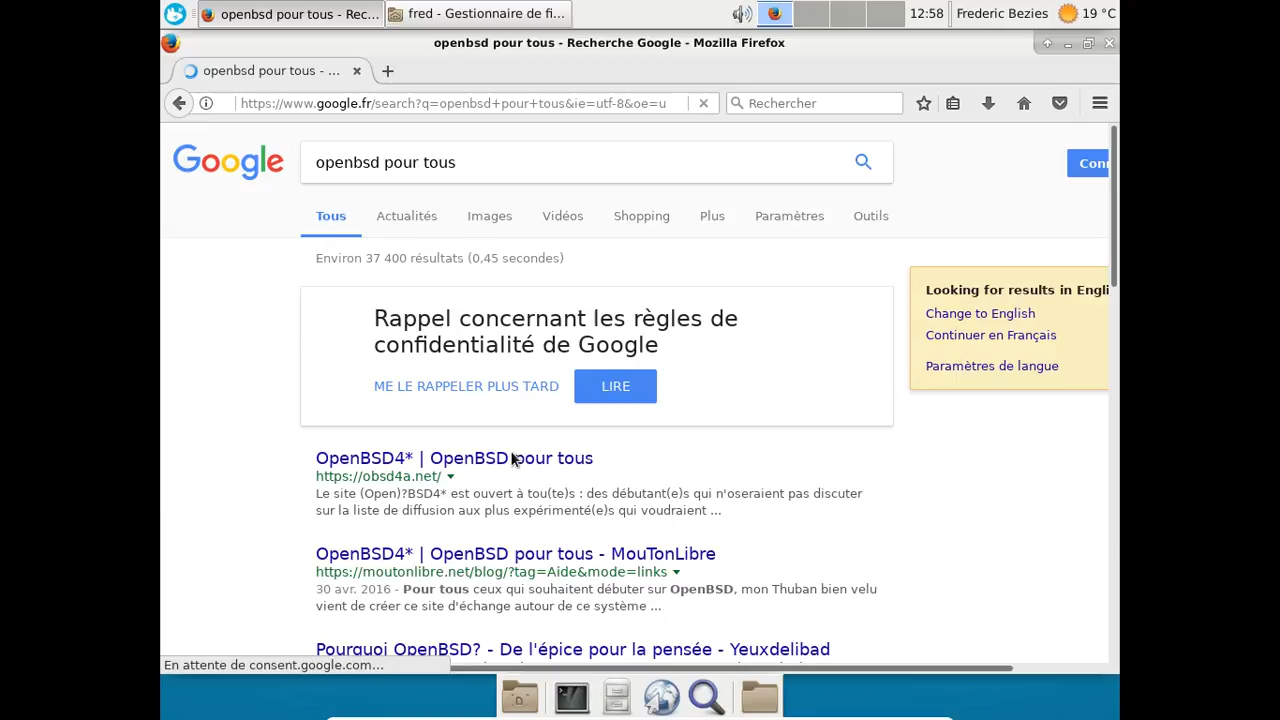 openbsd pour tous - Rec...
fred - Gestionnaire de fi...
12:58
Frederic Bezies
19 °C
openbsd pour tous - Recherche Google - Mozilla Firefox
openbsd pour tous - ...
https://www.google.fr/search?q=openbsd+pour+tous&ie=utf-8&oe=u
Rechercher
Google
openbsd pour tous
Conn
Tous
Actualités
Images
Vidéos
Shopping
Plus
Paramètres
Outils
Environ 37 400 résultats (0,45 secondes)
Looking for results in Engli
Change to English
Continuer en Français
Paramètres de langue
Rappel concernant les règles de
confidentialité de Google
ME LE RAPPELER PLUS TARD
LIRE
OpenBSD4* | OpenBSD pour tous
https://obsd4a.net/
Le site (Open)?BSD4* est ouvert à tou(te)s : des débutant(e)s qui n'oseraient pas discuter
sur la liste de diffusion aux plus expérimenté(e)s qui voudraient ...
OpenBSD4* | OpenBSD pour tous - MouTonLibre
https://moutonlibre.net/blog/?tag=Aide&mode=links
30 avr. 2016 - Pour tous ceux qui souhaitent débuter sur OpenBSD, mon Thuban bien velu
vient de créer ce site d'échange autour de ce système ...
Pourquoi OpenBSD? - De l'épice pour la pensée - Yeuxdelibad
En attente de consent.google.com...